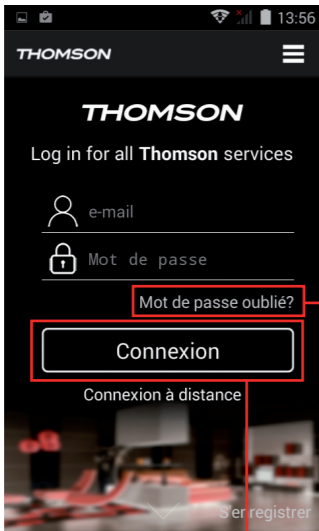 13:56
THOMSON
THOMSON
Log in for all Thomson services
e-mail
Mot de passe
Mot de passe oublié?
Connexion
Connexion à distance
S'enregistrer